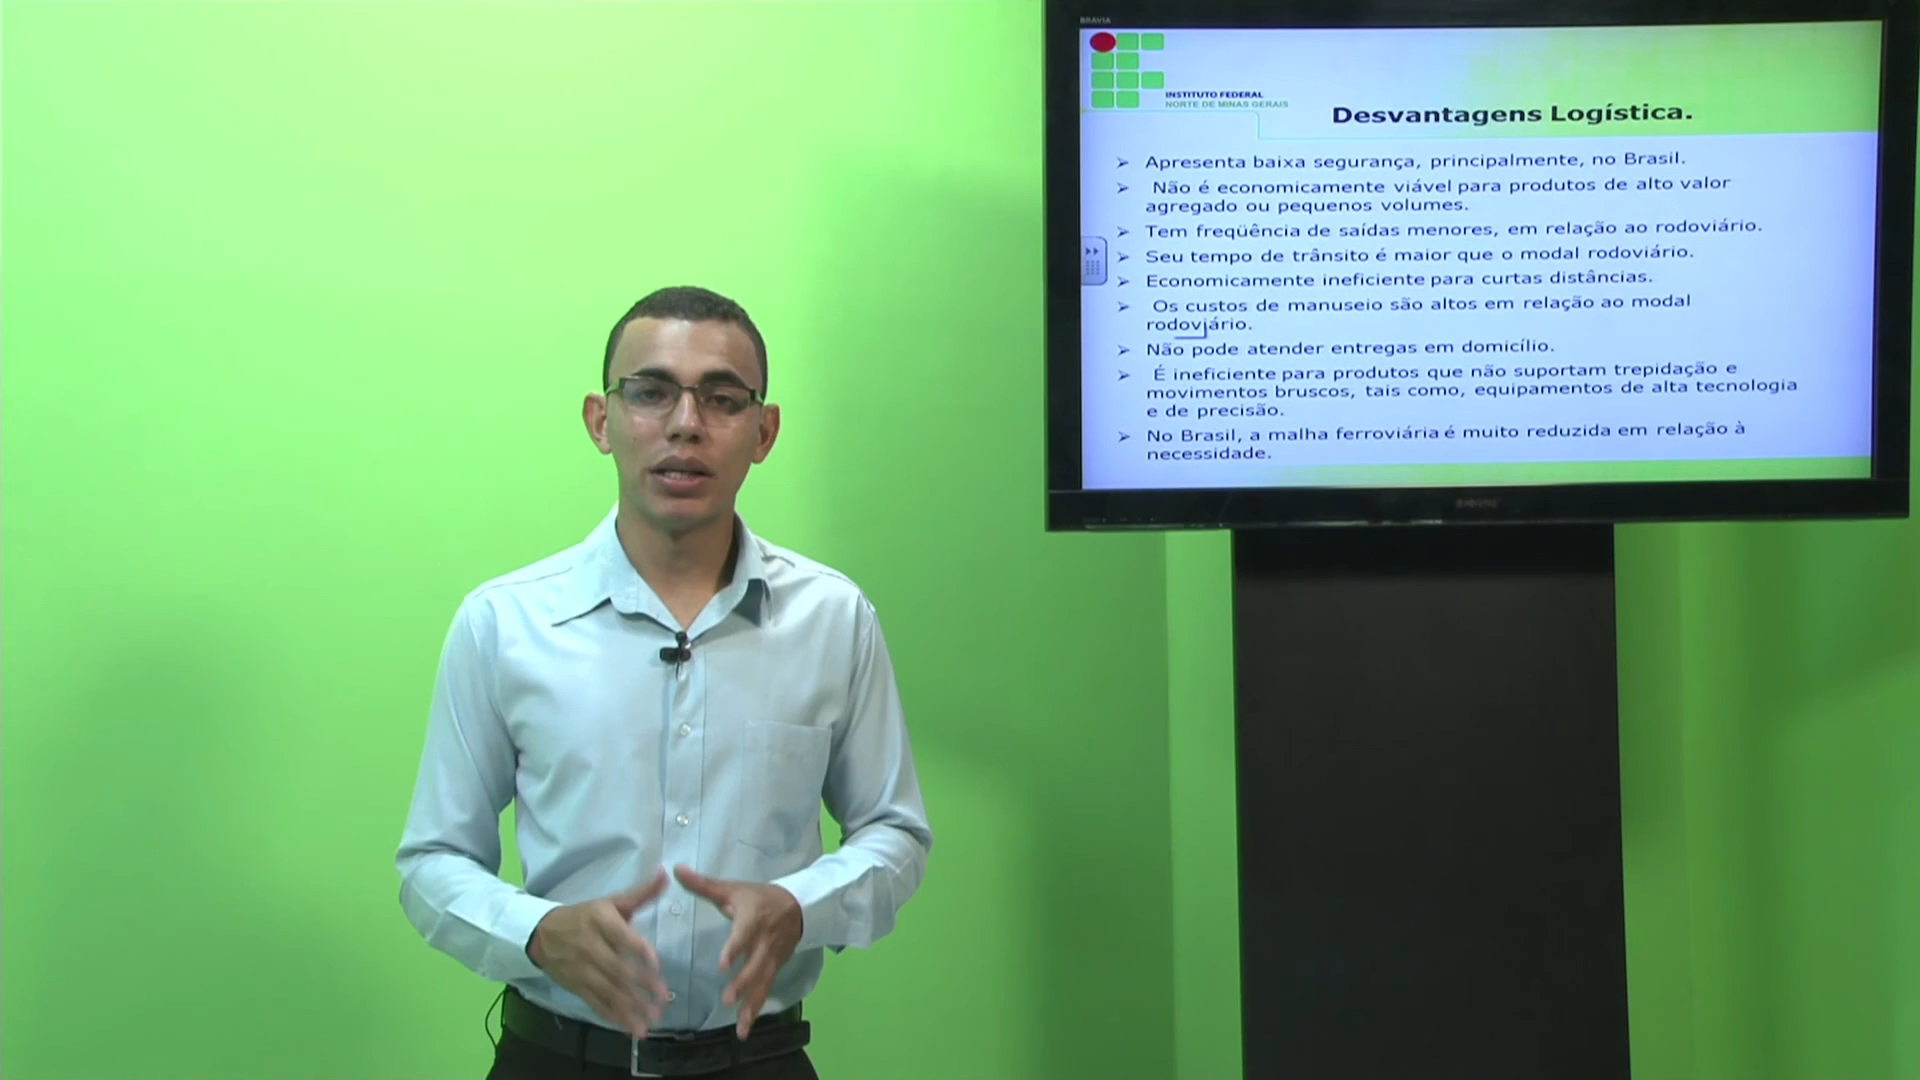 BRAVIA
INSTITUTO FEDERAL
NORTE DE MINAS GERAIS
Desvantagens Logística.
Apresenta baixa segurança, principalmente, no Brasil.
Não é economicamente viável para produtos de alto valor
agregado ou pequenos volumes.
Tem freqüência de saídas menores, em relação ao rodoviário.
Seu tempo de trânsito é maior que o modal rodoviário.
Economicamente ineficiente para curtas distâncias.
Os custos de manuseio são altos em relação ao modal
rodoviário.
Não pode atender entregas em domicílio.
É ineficiente para produtos que não suportam trepidação e
movimentos bruscos, tais como, equipamentos de alta tecnologia
e de precisão.
No Brasil, a malha ferroviária é muito reduzida em relação à
necessidade.